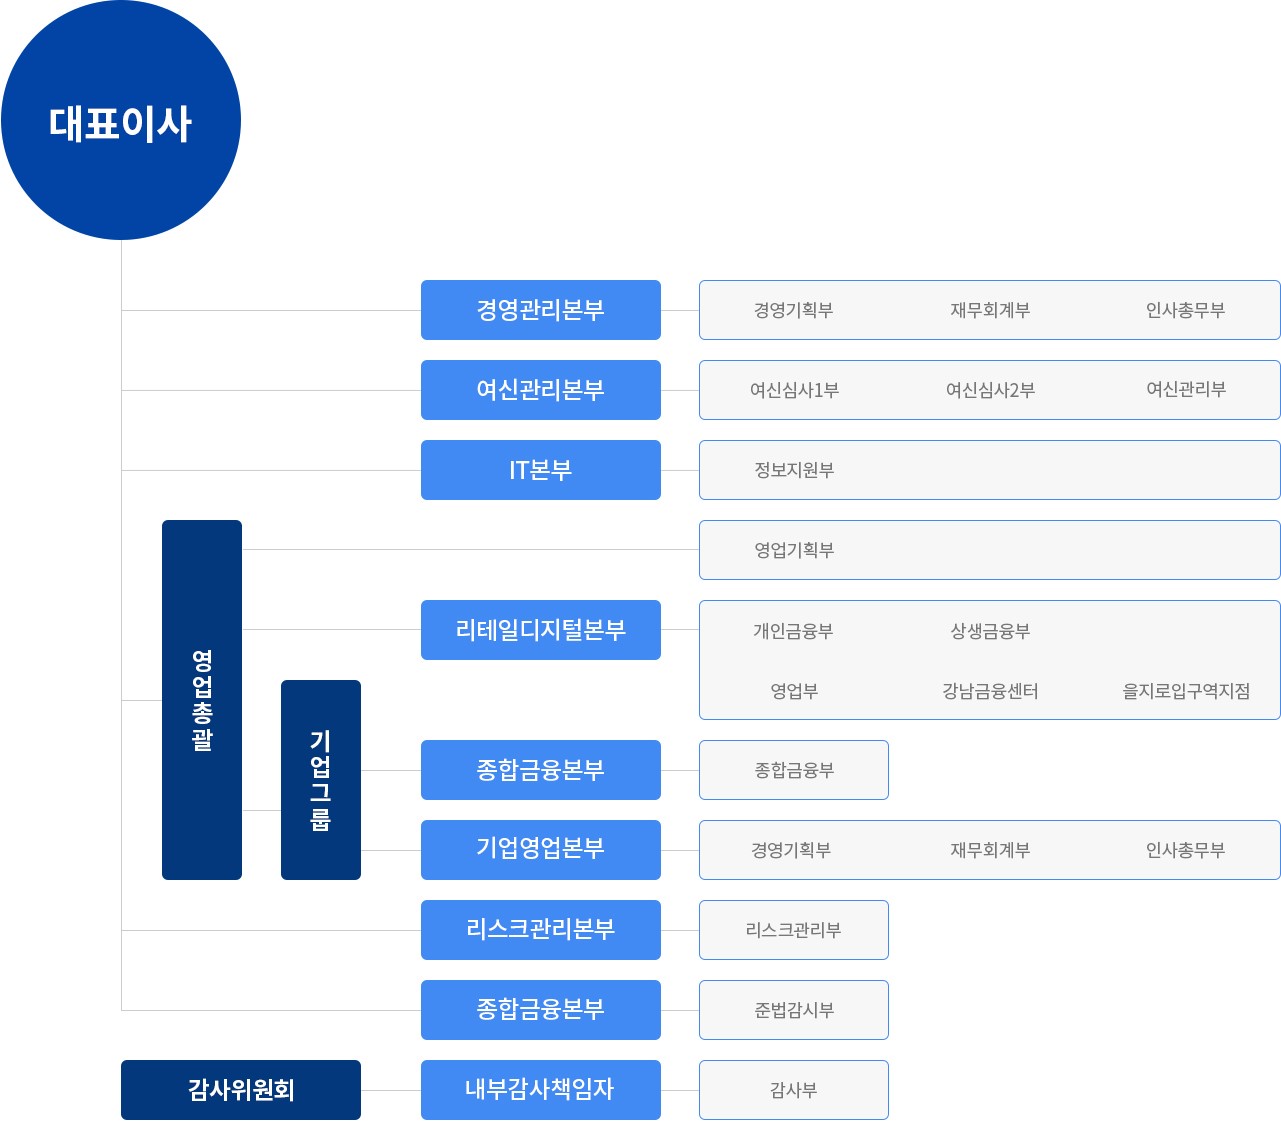 대표이사
경영관리본부 경영기획부 재무회계부 인사총무부
여신관리본부 여신심사1부 여신심사2부 여신관리부
IT본부 정보지원부
영업총괄
영업기획부
리테일디지털본부 개인금융부 상생금융부
영업부 강남금융센터 을지로입구역지점
기업그룹
종합금융본부 종합금융부
기업영업본부 경영기획부 재무회계부 인사총무부
리스크관리본부 리스크관리부
종합금융본부 준법감시부
감사위원회 내부감사책임자 감사부